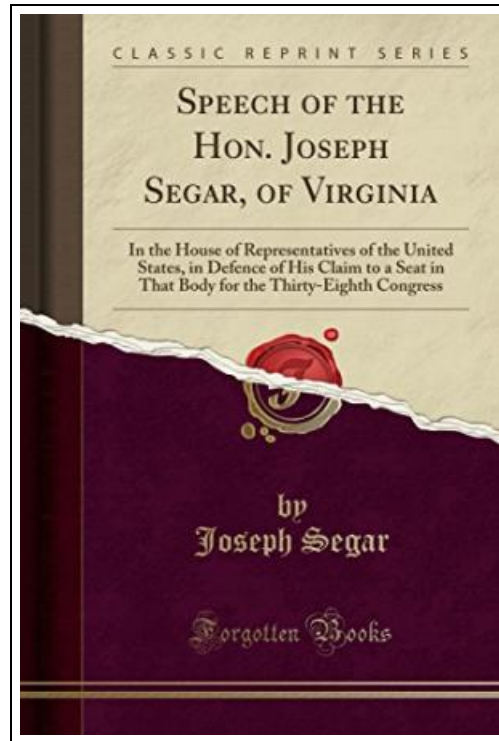 CLASSIC REPRINT SERIES
SPEECH OF THE
HON. JOSEPH
SEGAR, OF VIRGINIA
In the House of Representatives of the United
States, in Defence of His Claim to a Seat in
That Body for the Thirty-Eighth Congress
by
Joseph Segar
Forgotten Books